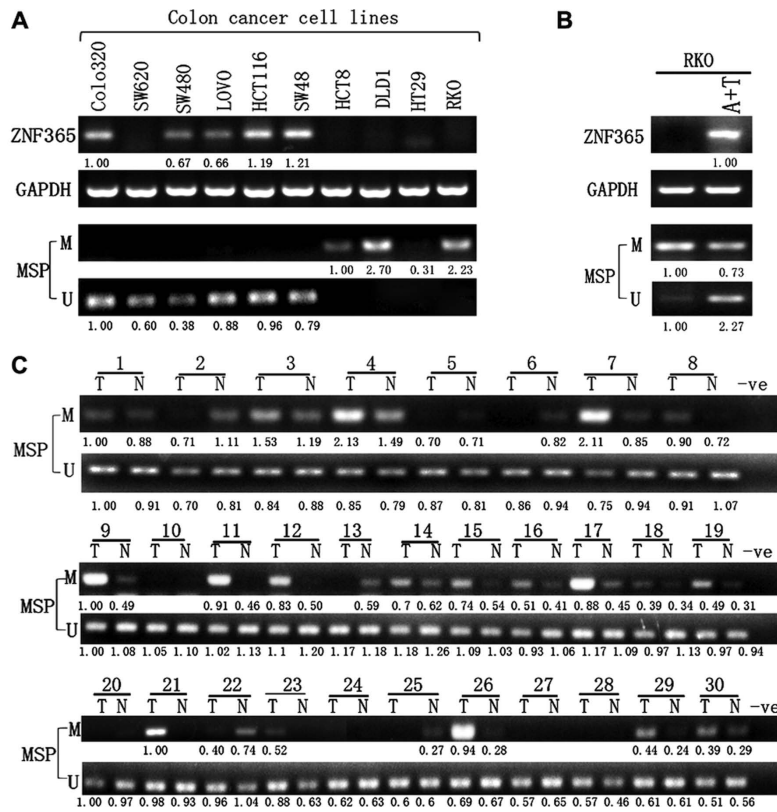 A
Colon cancer cell lines
Colo320 SW620 SW480 LOVO HCT116 SW48 HCT8 DLD1 HT29 RKO
ZNF365
1.00 0.67 0.66 1.19 1.21
GAPDH
M
1.00 2.70 0.31 2.23
MSP
U
1.00 0.60 0.38 0.88 0.96 0.79
B
RKO
A+T
ZNF365
1.00
GAPDH
M
1.00 0.73
MSP
U
1.00 2.27
C
1 2 3 4 5 6 7 8
T N T N T N T N T N T N T N T N -ve
M
1.00 0.88 0.71 1.11 1.53 1.19 2.13 1.49 0.70 0.71 0.82 2.11 0.85 0.90 0.72
MSP
U
1.00 0.91 0.70 0.81 0.84 0.88 0.85 0.79 0.87 0.81 0.86 0.94 0.75 0.94 0.91 1.07
9 10 11 12 13 14 15 16 17 18 19
T N T N T N T N T N T N T N T N T N T N T N -ve
M
1.00 0.49 0.91 0.46 0.83 0.50 0.59 0.7 0.62 0.74 0.54 0.51 0.41 0.88 0.45 0.39 0.34 0.49 0.31
MSP
U
1.00 1.08 1.05 1.10 1.02 1.13 1.1 1.20 1.17 1.18 1.18 1.26 1.09 1.03 0.93 1.06 1.17 1.09 0.97 1.13 0.97 0.94
20 21 22 23 24 25 26 27 28 29 30
T N T N T N T N T N T N T N T N T N T N T N -ve
M
1.00 0.40 0.74 0.52 0.27 0.94 0.28 0.44 0.24 0.39 0.29
MSP
U
1.00 0.97 0.98 0.93 0.96 1.04 0.88 0.63 0.62 0.63 0.6 0.6 0.69 0.67 0.57 0.65 0.57 0.46 0.61 0.61 0.51 0.56